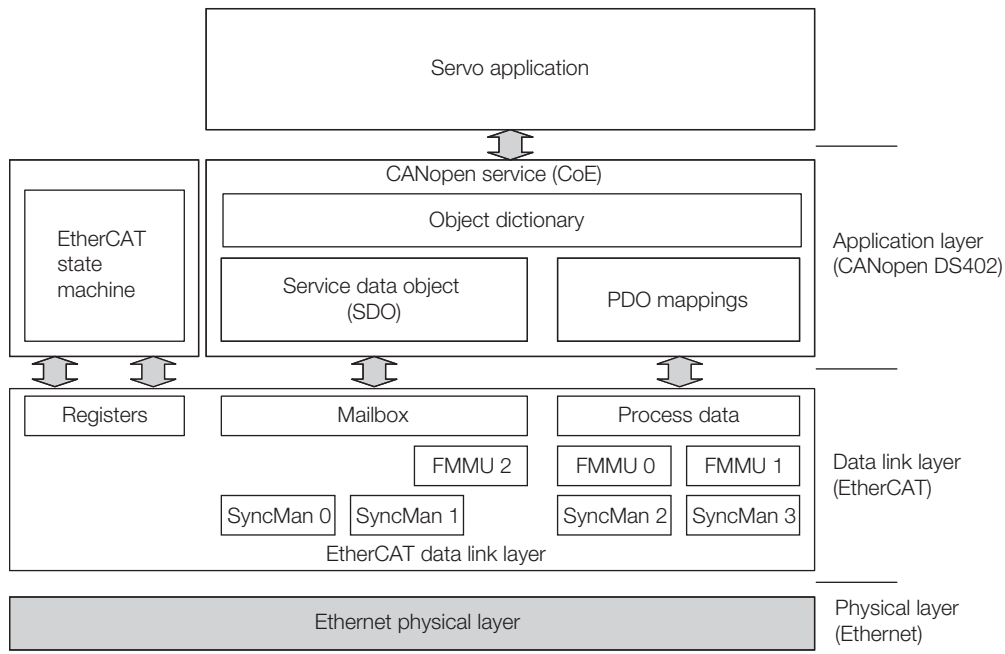 Servo application
CANopen service (CoE)
Object dictionary
EtherCAT
state
machine
Service data object
(SDO)
PDO mappings
Application layer
(CANopen DS402)
Registers
Mailbox
Process data
FMMU 2
FMMU 0
FMMU 1
SyncMan 0
SyncMan 1
SyncMan 2
SyncMan 3
EtherCAT data link layer
Data link layer
(EtherCAT)
Ethernet physical layer
Physical layer
(Ethernet)